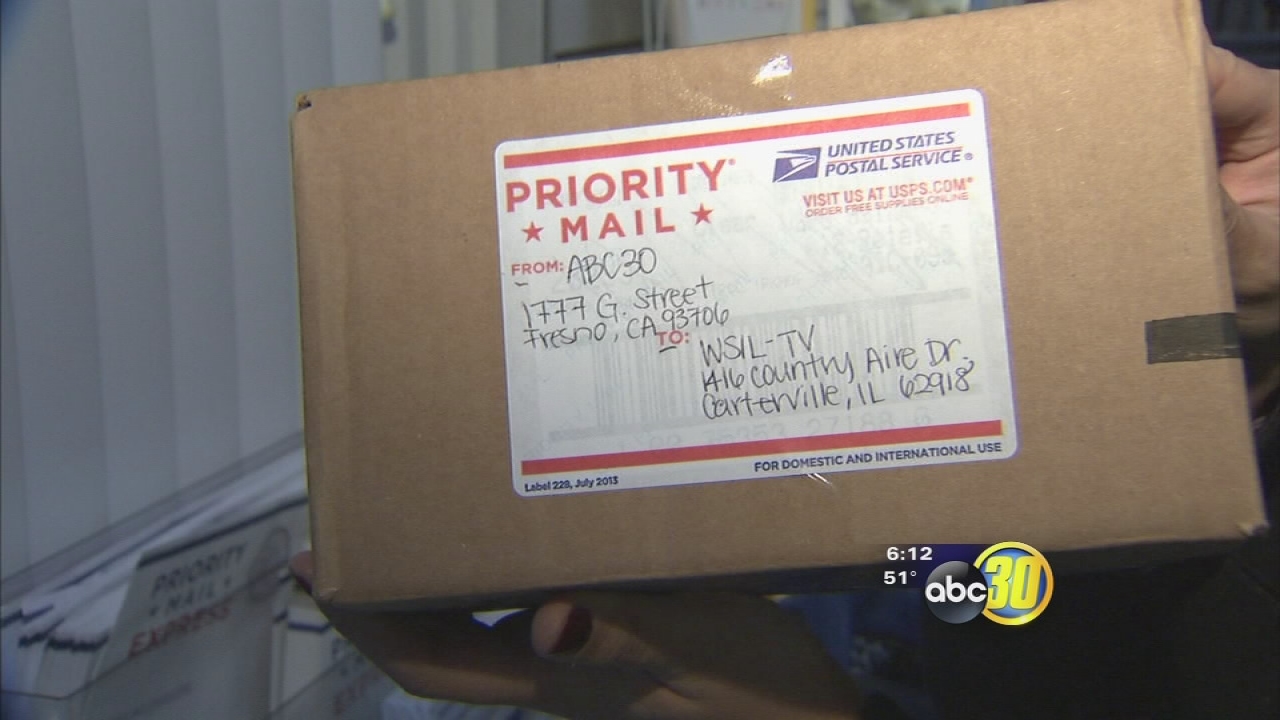 UNITED STATES
POSTAL SERVICE®
PRIORITY®
★ MAIL ★
VISIT US AT USPS.COM®
ORDER FREE SUPPLIES ONLINE
FROM: ABC30
1777 G. Street
Fresno, CA 93706
TO: WSIL-TV
1416 Country Aire Dr.
Carterville, IL 62918
FOR DOMESTIC AND INTERNATIONAL USE
Label 228, July 2013
PRIORITY
★ MAIL ★
EXPRESS
6:12
51°
abc 30